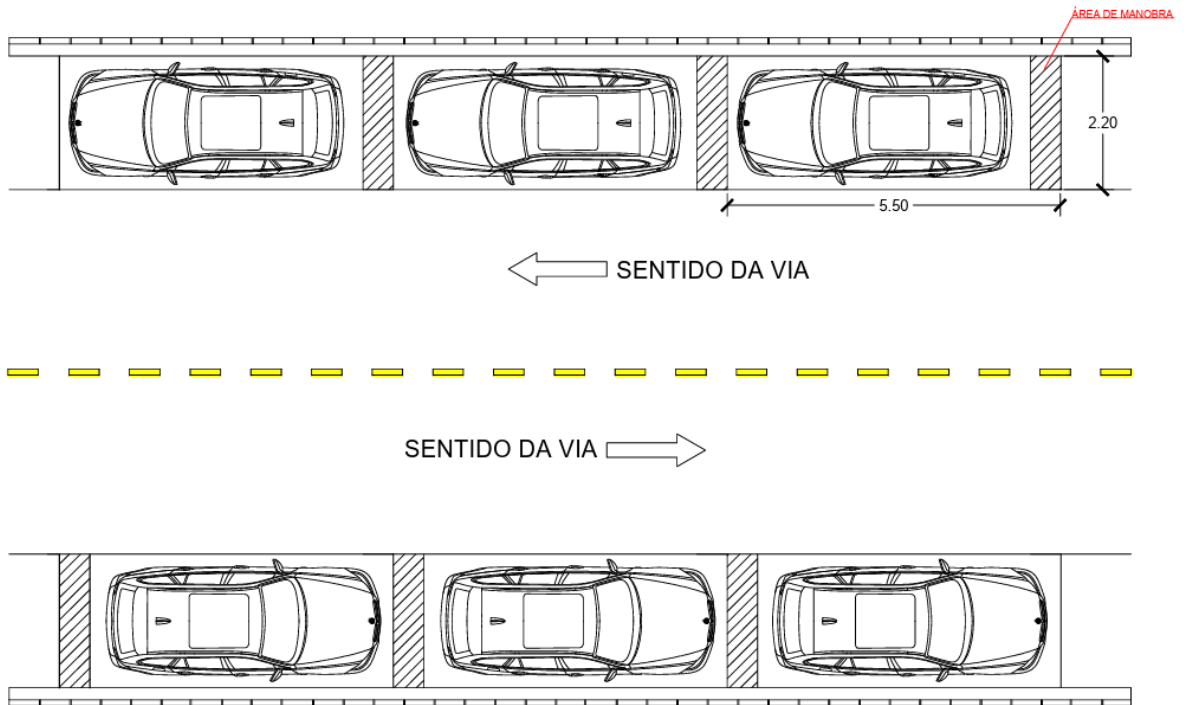 ÁREA DE MANOBRA
2.20
5.50
SENTIDO DA VIA
SENTIDO DA VIA